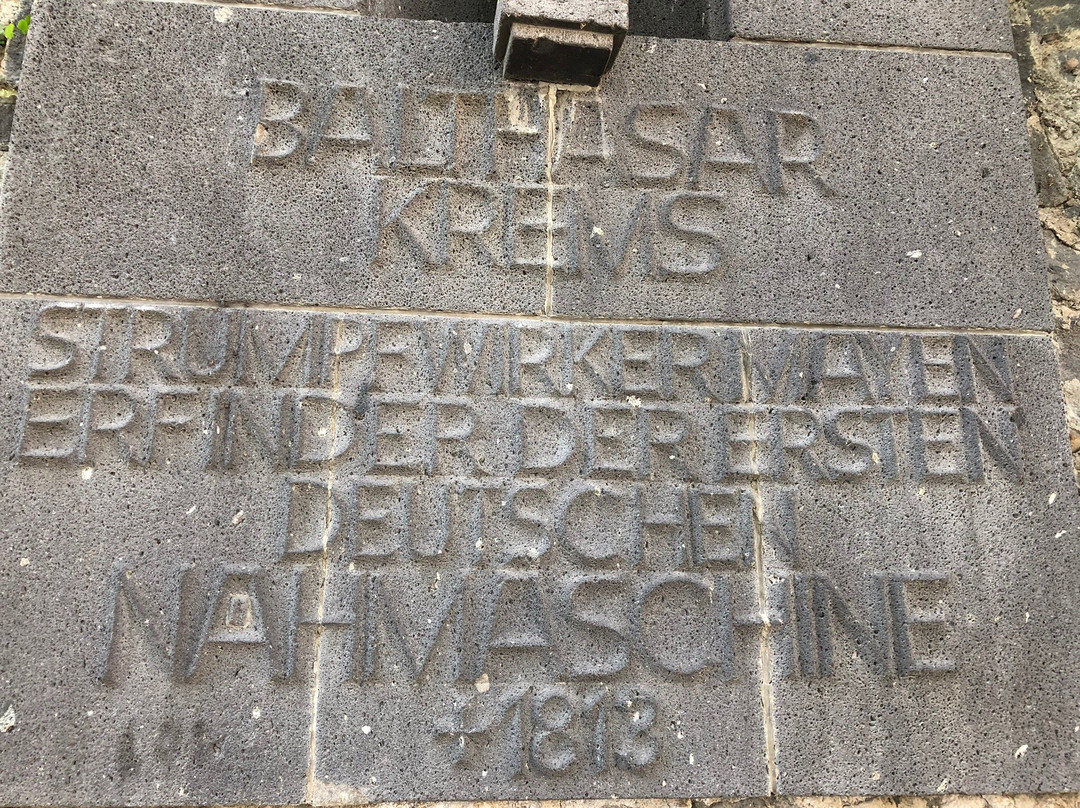 BALTHASAR
KREMS
STRUMPFWIRKER MAYEN
ERFINDER DER ERSTEN
DEUTSCHEN
NÄHMASCHINE
+1813